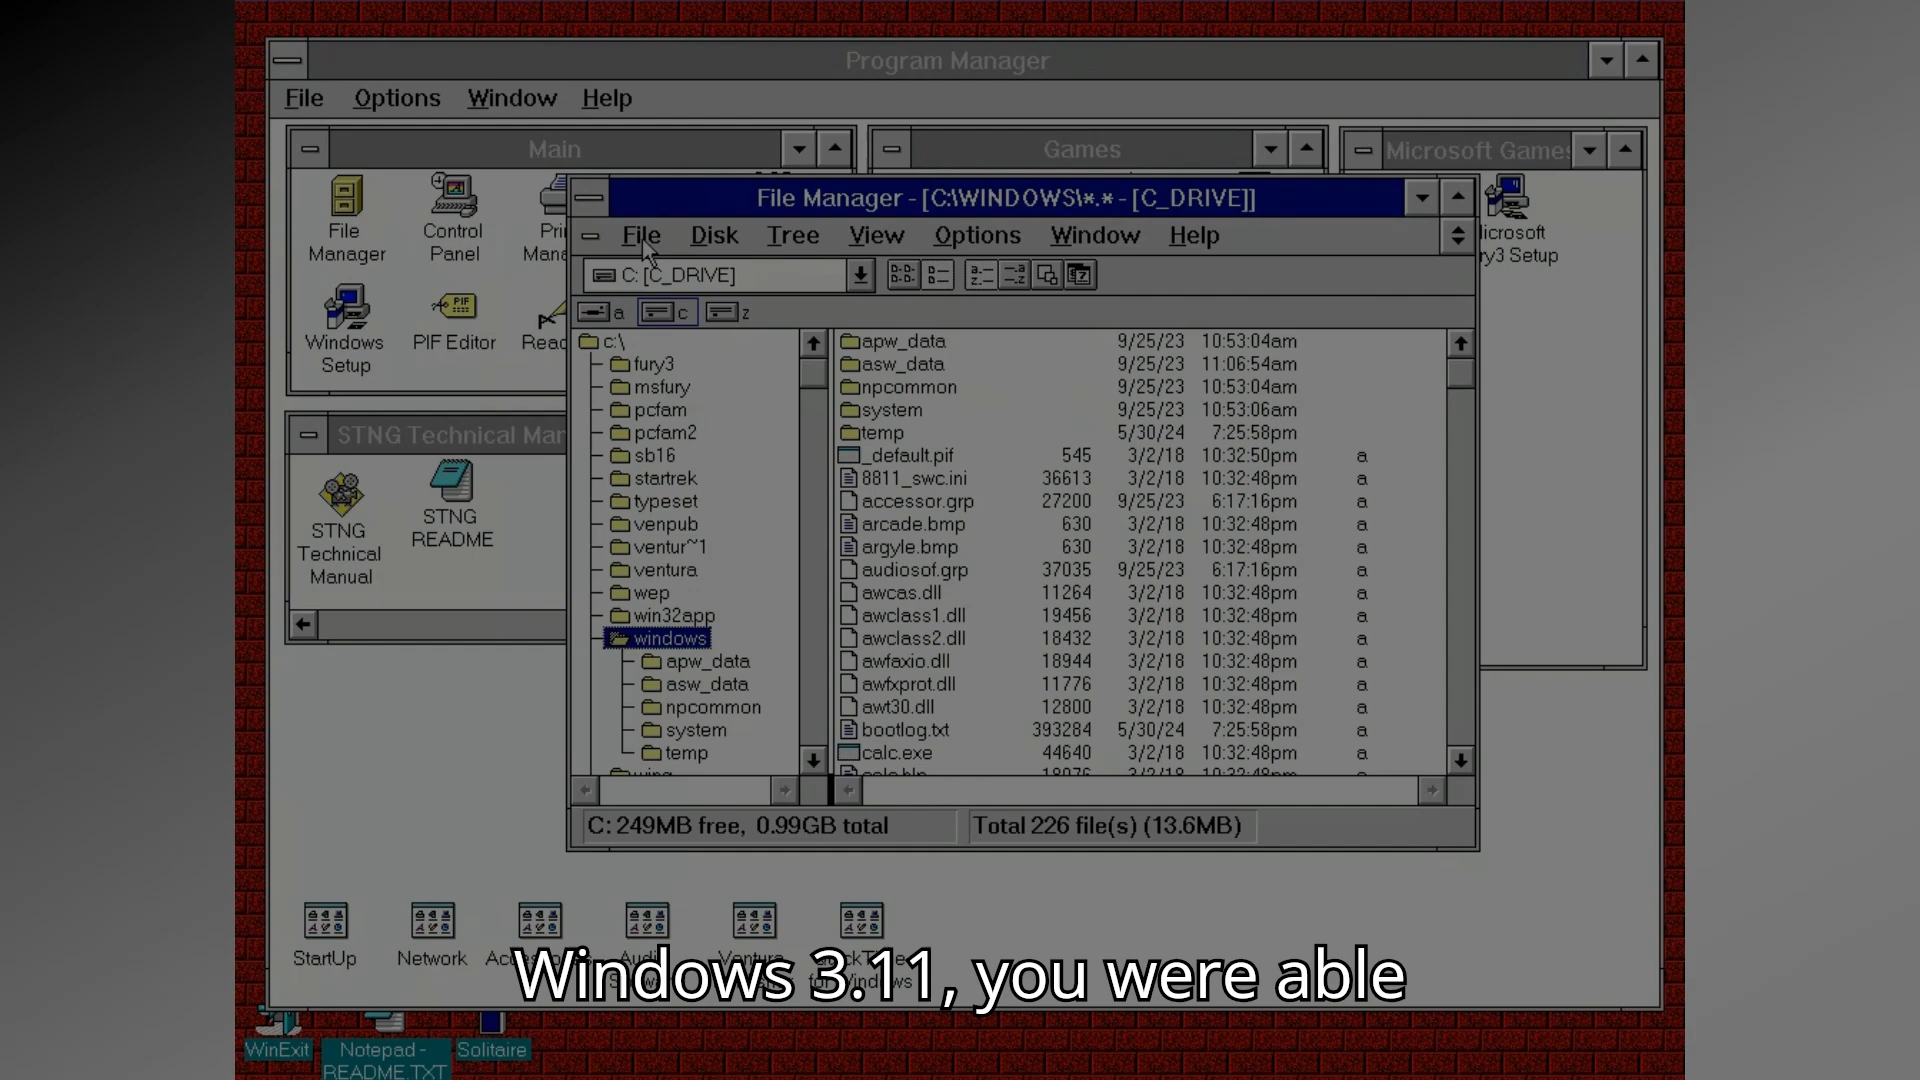 Program Manager
File Options Window Help
Main
Games
Microsoft Games
File Manager
Control Panel
Windows Setup
PIF Editor
Microsoft
Fury3 Setup
STNG Technical Man
STNG Technical Manual
STNG README
File Manager - [C:\WINDOWS\*.* - [C_DRIVE]]
File Disk Tree View Options Window Help
C: [C_DRIVE]
a c z
c:\
fury3
msfury
pcfam
pcfam2
sb16
startrek
typeset
venpub
ventur~1
ventura
wep
win32app
windows
apw_data
asw_data
npcommon
system
temp
apw_data 9/25/23 10:53:04am
asw_data 9/25/23 11:06:54am
npcommon 9/25/23 10:53:04am
system 9/25/23 10:53:06am
temp 5/30/24 7:25:58pm
_default.pif 545 3/2/18 10:32:50pm a
8811_swc.ini 36613 3/2/18 10:32:48pm a
accessor.grp 27200 9/25/23 6:17:16pm a
arcade.bmp 630 3/2/18 10:32:48pm a
argyle.bmp 630 3/2/18 10:32:48pm a
audiosof.grp 37035 9/25/23 6:17:16pm a
awcas.dll 11264 3/2/18 10:32:48pm a
awclass1.dll 19456 3/2/18 10:32:48pm a
awclass2.dll 18432 3/2/18 10:32:48pm a
awfaxio.dll 18944 3/2/18 10:32:48pm a
awfxprot.dll 11776 3/2/18 10:32:48pm a
awt30.dll 12800 3/2/18 10:32:48pm a
bootlog.txt 393284 5/30/24 7:25:58pm a
calc.exe 44640 3/2/18 10:32:48pm a
calc.hlp 18076 3/2/18 10:32:48pm a
C: 249MB free, 0.99GB total
Total 226 file(s) (13.6MB)
StartUp
Network
Windows 3.11, you were able
WinExit
Notepad -
README.TXT
Solitaire